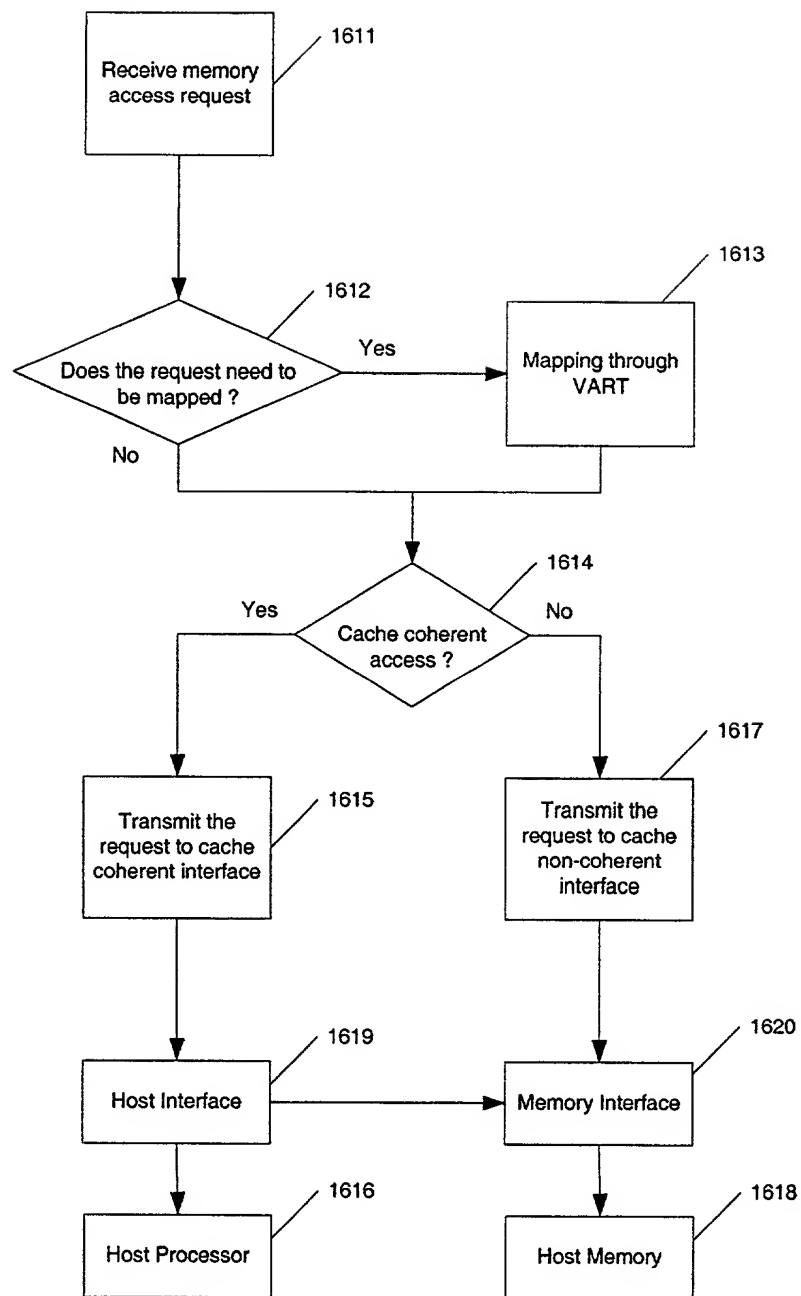 1611
Receive memory
access request
1613
1612
Yes
Does the request need to
be mapped ?
Mapping through
VART
No
1614
Yes
No
Cache coherent
access ?
1617
1615
Transmit the
request to cache
coherent interface
Transmit the
request to cache
non-coherent
interface
1619
1620
Host Interface
Memory Interface
1616
1618
Host Processor
Host Memory